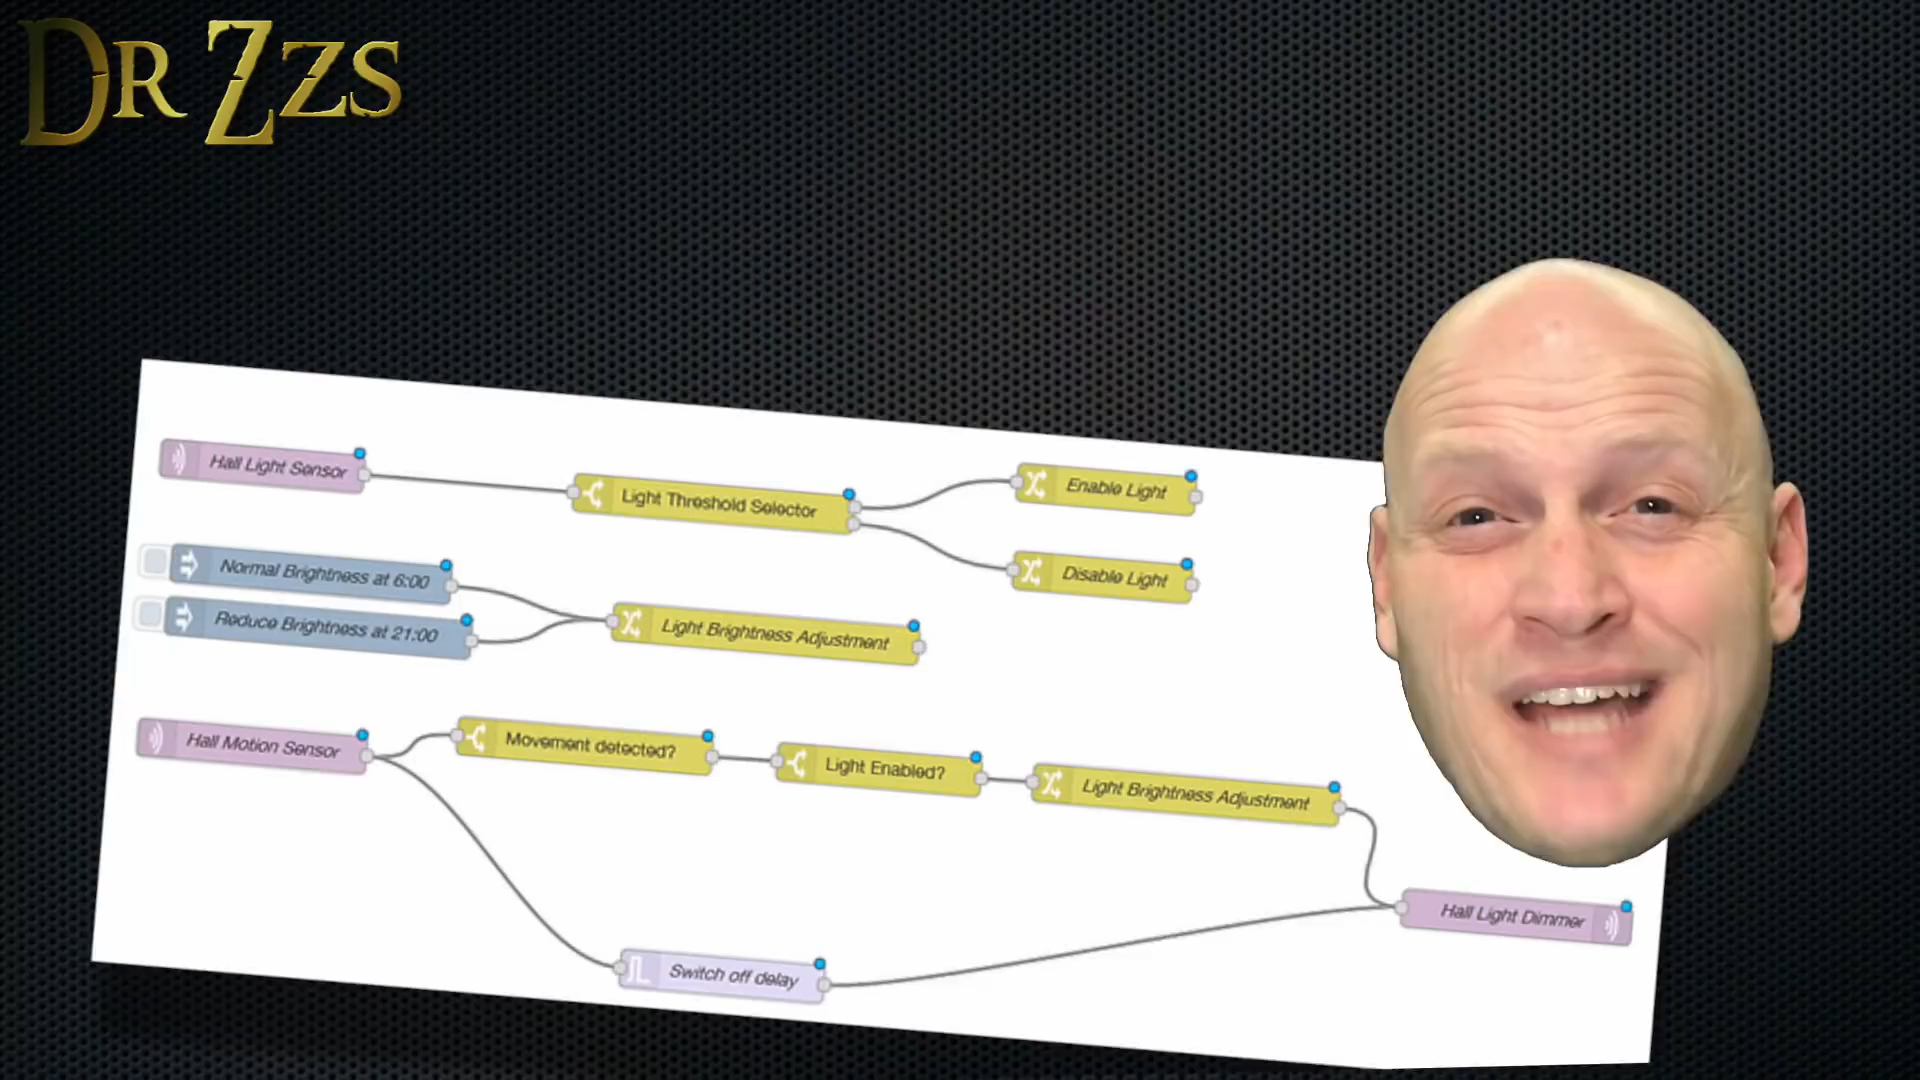 DR ZZS
Hall Light Sensor
Light Threshold Selector
Enable Light
Disable Light
Normal Brightness at 6:00
Reduce Brightness at 21:00
Light Brightness Adjustment
Hall Motion Sensor
Movement detected?
Light Enabled?
Light Brightness Adjustment
Hall Light Dimmer
Switch off delay